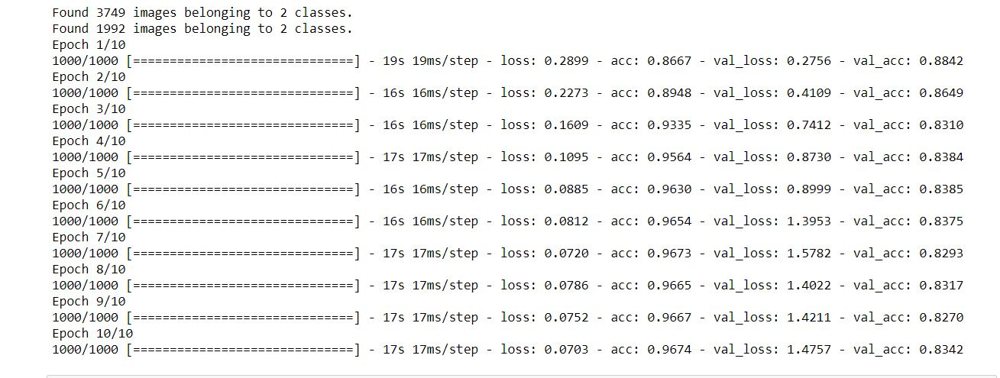 Found 3749 images belonging to 2 classes.
Found 1992 images belonging to 2 classes.
Epoch 1/10
1000/1000 [==============================] - 19s 19ms/step - loss: 0.2899 - acc: 0.8667 - val_loss: 0.2756 - val_acc: 0.8842
Epoch 2/10
1000/1000 [==============================] - 16s 16ms/step - loss: 0.2273 - acc: 0.8948 - val_loss: 0.4109 - val_acc: 0.8649
Epoch 3/10
1000/1000 [==============================] - 16s 16ms/step - loss: 0.1609 - acc: 0.9335 - val_loss: 0.7412 - val_acc: 0.8310
Epoch 4/10
1000/1000 [==============================] - 17s 17ms/step - loss: 0.1095 - acc: 0.9564 - val_loss: 0.8730 - val_acc: 0.8384
Epoch 5/10
1000/1000 [==============================] - 16s 16ms/step - loss: 0.0885 - acc: 0.9630 - val_loss: 0.8999 - val_acc: 0.8385
Epoch 6/10
1000/1000 [==============================] - 16s 16ms/step - loss: 0.0812 - acc: 0.9654 - val_loss: 1.3953 - val_acc: 0.8375
Epoch 7/10
1000/1000 [==============================] - 17s 17ms/step - loss: 0.0720 - acc: 0.9673 - val_loss: 1.5782 - val_acc: 0.8293
Epoch 8/10
1000/1000 [==============================] - 17s 17ms/step - loss: 0.0786 - acc: 0.9665 - val_loss: 1.4022 - val_acc: 0.8317
Epoch 9/10
1000/1000 [==============================] - 17s 17ms/step - loss: 0.0752 - acc: 0.9667 - val_loss: 1.4211 - val_acc: 0.8270
Epoch 10/10
1000/1000 [==============================] - 17s 17ms/step - loss: 0.0703 - acc: 0.9674 - val_loss: 1.4757 - val_acc: 0.8342